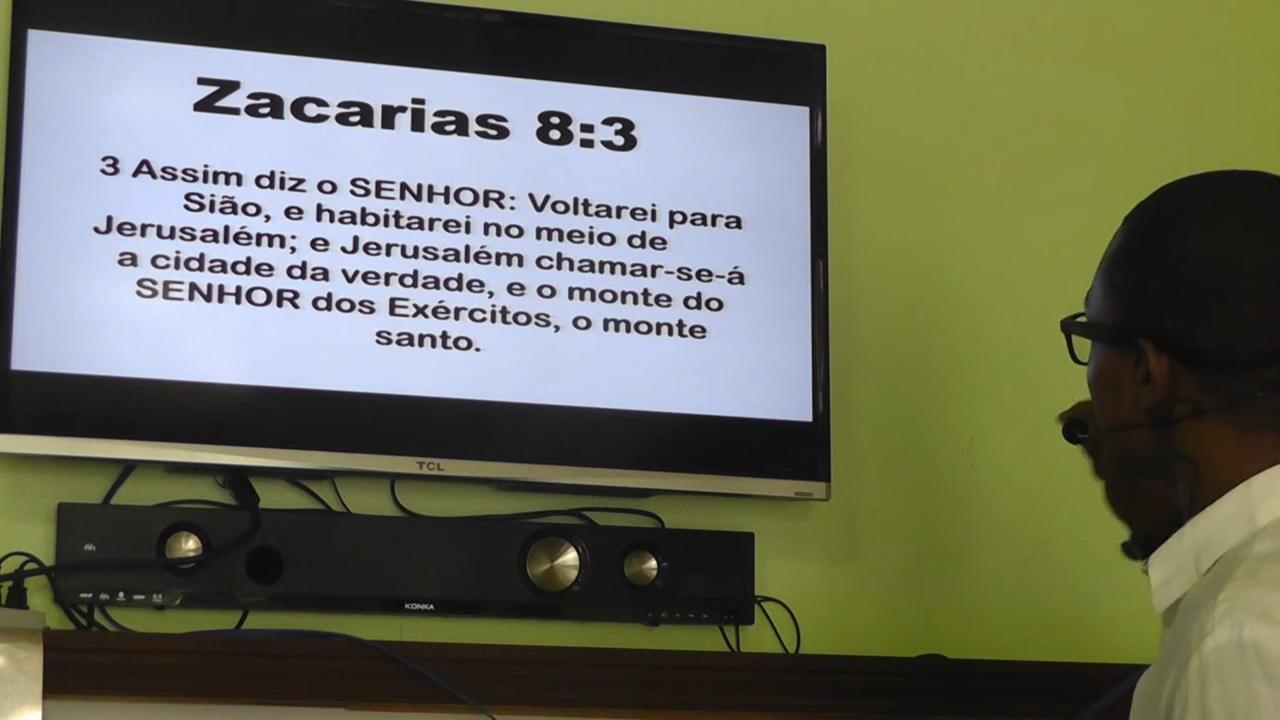 Zacarias 8:3
3 Assim diz o SENHOR: Voltarei para
Sião, e habitarei no meio de
Jerusalém; e Jerusalém chamar-se-á
a cidade da verdade, e o monte do
SENHOR dos Exércitos, o monte
santo.
TCL
KONKA